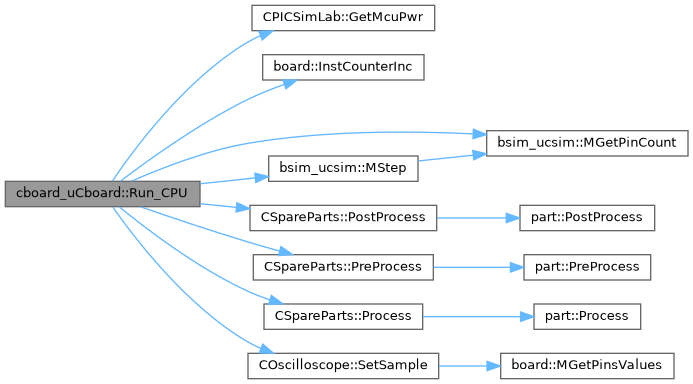 CPICSimLab::GetMcuPwr
board::InstCounterInc
bsim_ucsim::MGetPinCount
bsim_ucsim::MStep
cboard_uCboard::Run_CPU
CSpareParts::PostProcess
part::PostProcess
CSpareParts::PreProcess
part::PreProcess
CSpareParts::Process
part::Process
COscilloscope::SetSample
board::MGetPinsValues